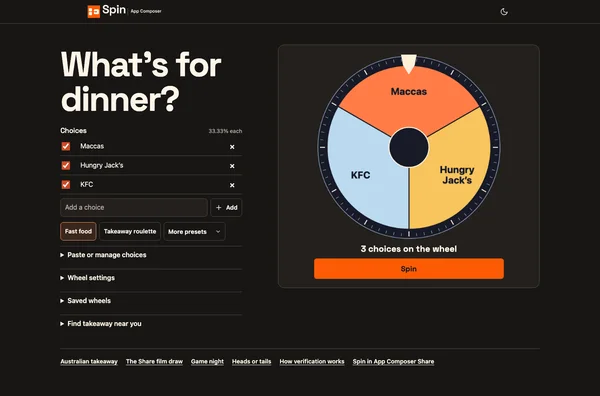 Spin App Composer
What's for
dinner?
Choices 33.33% each
Maccas
Hungry Jack's
KFC
Add a choice + Add
Fast food Takeaway roulette More presets
Paste or manage choices
Wheel settings
Saved wheels
Find takeaway near you
Maccas
KFC
Hungry
Jack's
3 choices on the wheel
Spin
Australian takeaway The Share film draw Game night Heads or tails How verification works Spin in App Composer Share